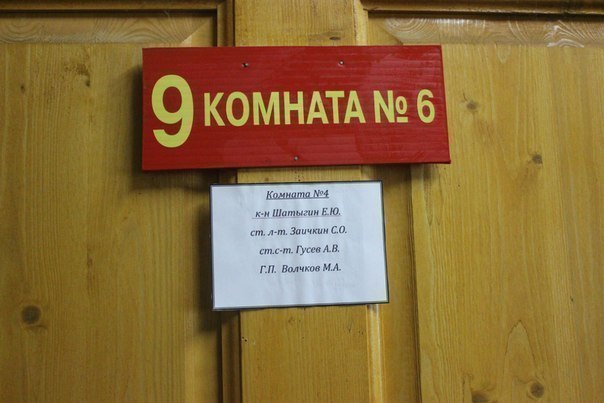 9 КОМНАТА № 6
Комната №4
к-н Шатыгин Е.Ю.
ст. л-т. Заичкин С.О.
ст.с-т. Гусев А.В.
Г.П. Волчков М.А.